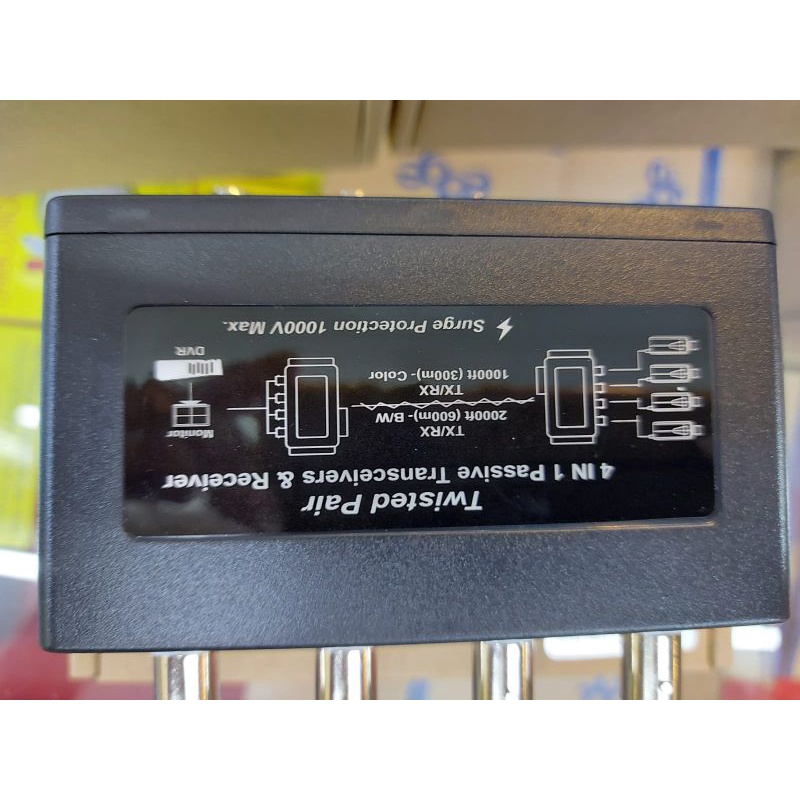 Twisted Pair
4 IN 1 Passive Transceivers & Receiver
TX/RX
2000ft (600m)- B/W
TX/RX
1000ft (300m)- Color
Monitor
DVR
Surge Protection 1000V Max.